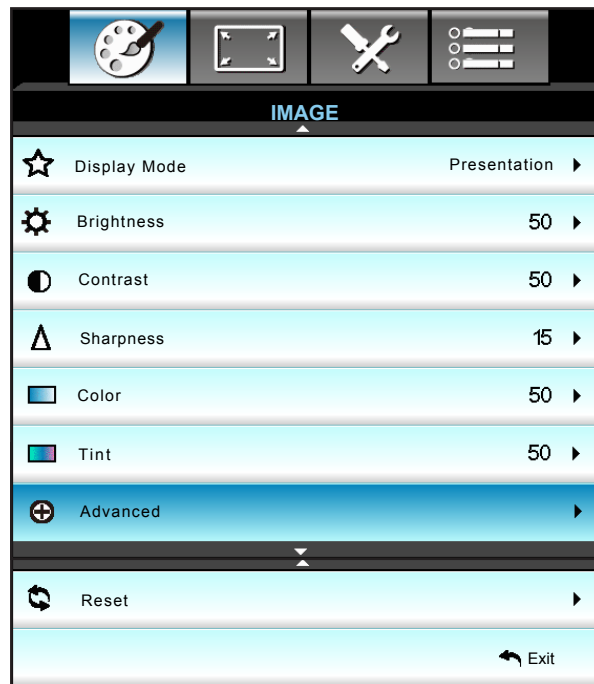 IMAGE
Display Mode Presentation
Brightness 50
Contrast 50
Sharpness 15
Color 50
Tint 50
Advanced
Reset
Exit